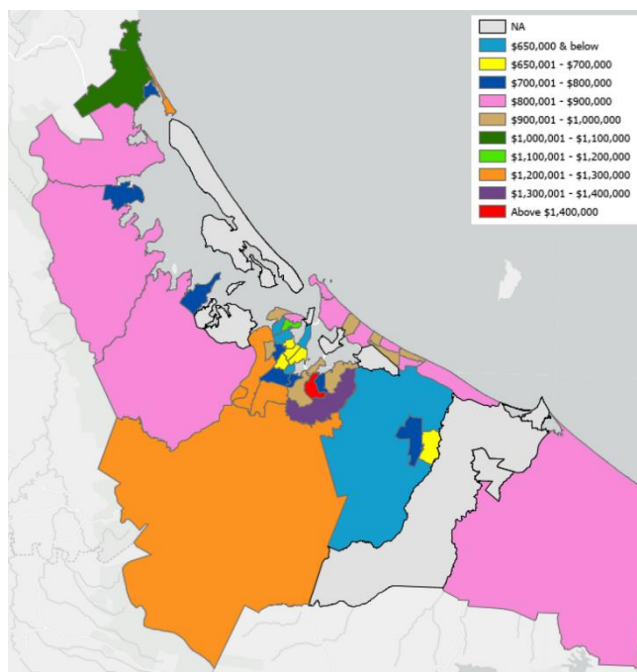 NA
$650,000 & below
$650,001 - $700,000
$700,001 - $800,000
$800,001 - $900,000
$900,001 - $1,000,000
$1,000,001 - $1,100,000
$1,100,001 - $1,200,000
$1,200,001 - $1,300,000
$1,300,001 - $1,400,000
Above $1,400,000